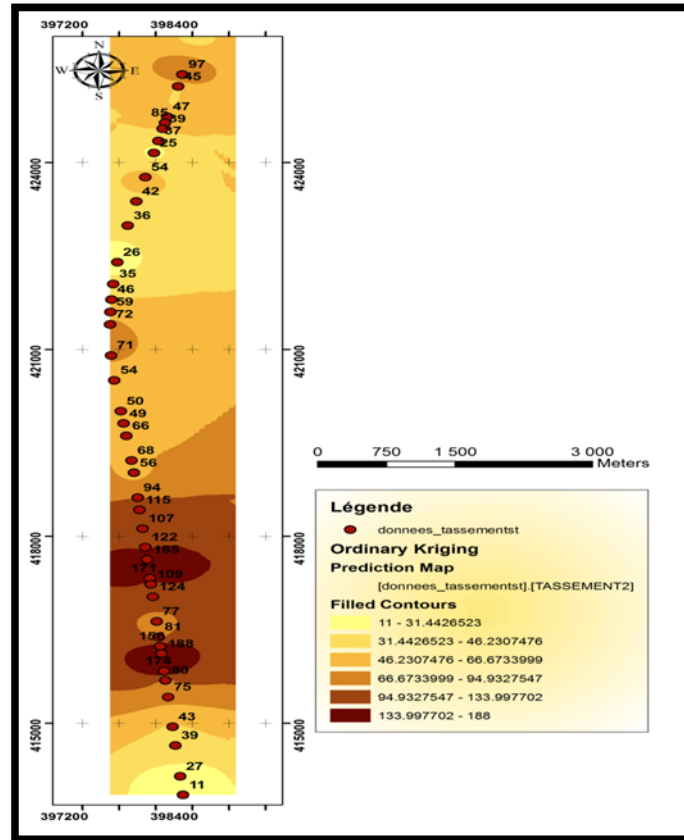 397200 398400
N
W E
S
97
45
47
85
39
37
25
54
42
36
26
35
46
59
72
71
54
50
49
66
68
56
94
115
107
122
185
171
109
124
77
81
188
174
80
75
43
39
27
11
424000 424000
421000 421000
418000 418000
415000 415000
397200 398400
0 750 1 500 3 000
Meters
Légende
donnees_tassementst
Ordinary Kriging
Prediction Map
[donnees_tassementst].[TASSEMENT2]
Filled Contours
11 - 31.4426523
31.4426523 - 46.2307476
46.2307476 - 66.6733999
66.6733999 - 94.9327547
94.9327547 - 133.997702
133.997702 - 188